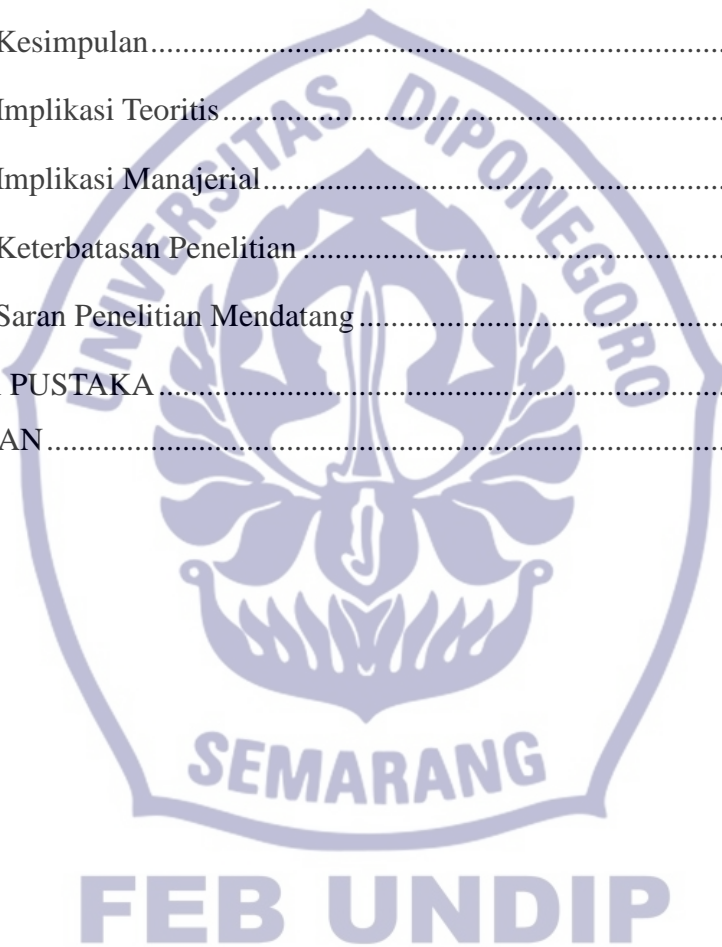 Kesimpulan....................................................................
Implikasi Teoritis..........................................................
Implikasi Manajerial.....................................................
Keterbatasan Penelitian ................................................
Saran Penelitian Mendatang .........................................
PUSTAKA....................................................................
AN................................................................................
UNIVERSITAS DIPONEGORO
SEMARANG
FEB UNDIP